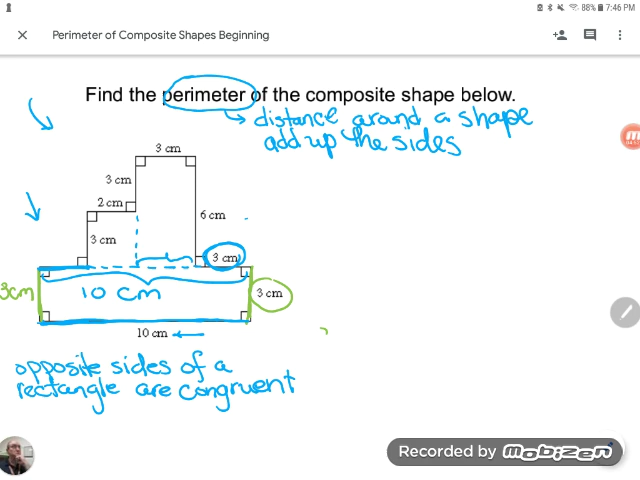 88% 7:46 PM
Perimeter of Composite Shapes Beginning
Find the perimeter of the composite shape below.
distance around a shape
add up the sides
3 cm
3 cm
2 cm
6 cm
3 cm
3 cm
3cm
10 cm
3 cm
10 cm
opposite sides of a
rectangle are congruent
Recorded by Mobizen